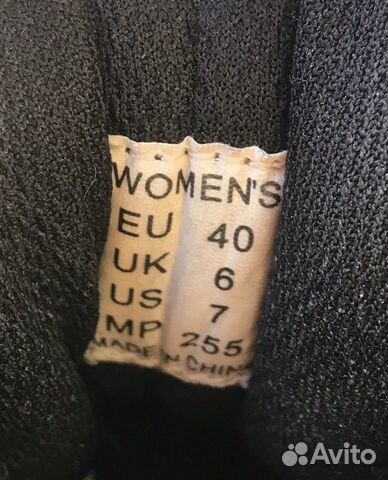 WOMEN'S
EU 40
UK 6
US 7
MP 255
MADE IN CHINA
Avito